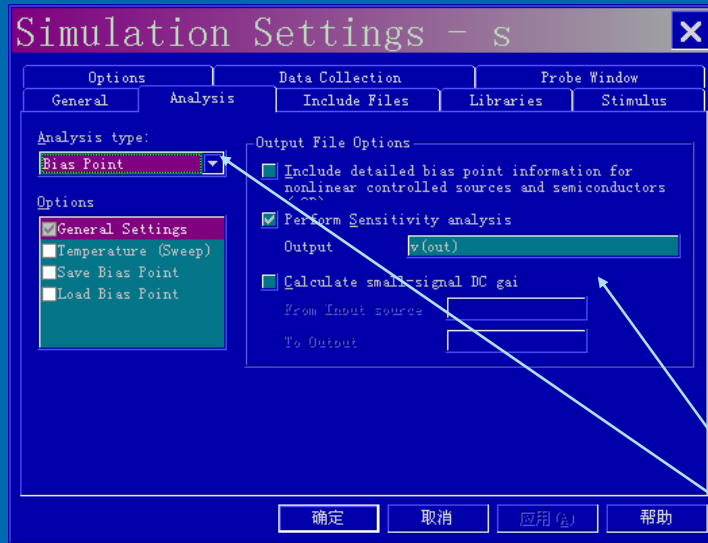 Simulation Settings - s
Options
Data Collection
Probe Window
General
Analysis
Include Files
Libraries
Stimulus
Analysis type:
Bias Point
Options
General Settings
Temperature (Sweep)
Save Bias Point
Load Bias Point
Output File Options
Include detailed bias point information for
nonlinear controlled sources and semiconductors
Perform Sensitivity analysis
Output
v(out)
Calculate small-signal DC gai
From Input source
To Output
确定
取消
应用(A)
帮助